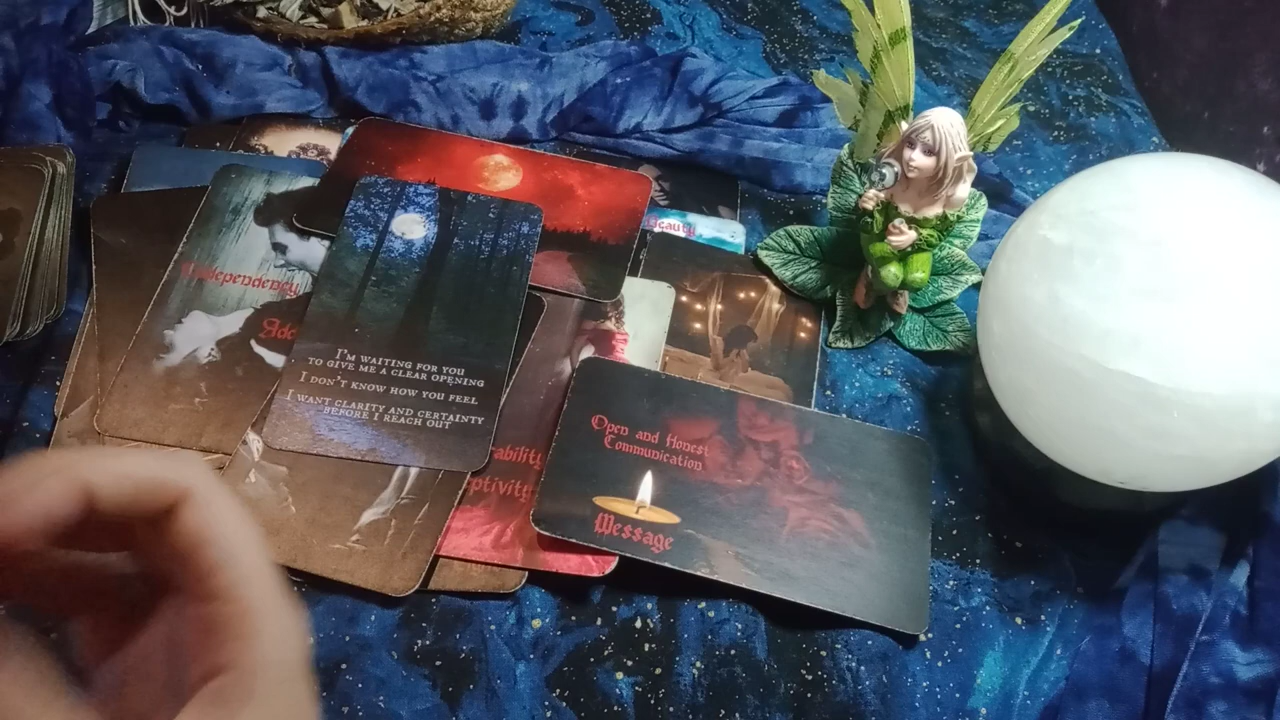 Beauty
I'm waiting for you
to give me a clear opening
I don't know how you feel
I want clarity and certainty
before I reach out
Open and Honest
Communication
Message